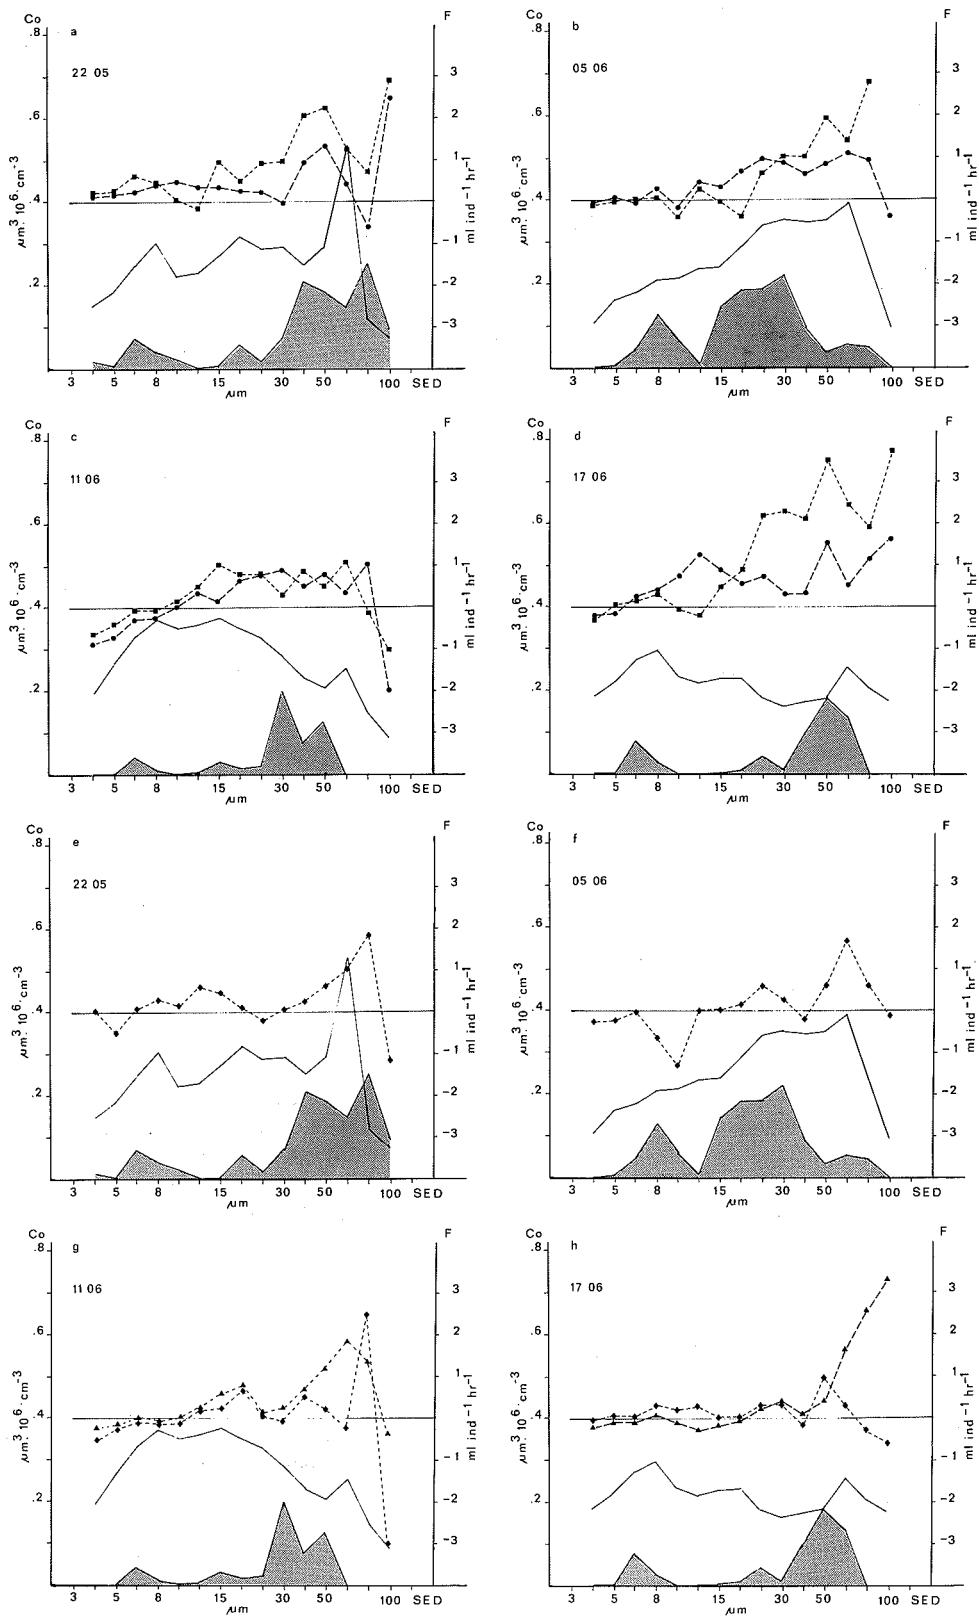 Co F Co F
.8 a .8 b
22 05 05 06
3 3
.6 2 .6 2
1 1
.4 .4
µm³ 10⁶ · cm⁻³ ml ind⁻¹ hr⁻¹ µm³ 10⁶ · cm⁻³ ml ind⁻¹ hr⁻¹
-1 -1
.2 -2 .2 -2
-3 -3
3 5 8 15 30 50 100 SED 3 5 8 15 30 50 100 SED
µm µm
Co F Co F
.8 c .8 d
11 06 17 06
3 3
.6 2 .6 2
1 1
.4 .4
µm³ 10⁶ · cm⁻³ ml ind⁻¹ hr⁻¹ µm³ 10⁶ · cm⁻³ ml ind⁻¹ hr⁻¹
-1 -1
.2 -2 .2 -2
-3 -3
3 5 8 15 30 50 100 SED 3 5 8 15 30 50 100 SED
µm µm
Co F Co F
.8 e .8 f
22 05 05 06
3 3
.6 2 .6 2
1 1
.4 .4
µm³ 10⁶ · cm⁻³ ml ind⁻¹ hr⁻¹ µm³ 10⁶ · cm⁻³ ml ind⁻¹ hr⁻¹
-1 -1
.2 -2 .2 -2
-3 -3
3 5 8 15 30 50 100 SED 3 5 8 15 30 50 100 SED
µm µm
Co F Co F
.8 g .8 h
11 06 17 06
3 3
.6 2 .6 2
1 1
.4 .4
µm³ 10⁶ · cm⁻³ ml ind⁻¹ hr⁻¹ µm³ 10⁶ · cm⁻³ ml ind⁻¹ hr⁻¹
-1 -1
.2 -2 .2 -2
-3 -3
3 5 8 15 30 50 100 SED 3 5 8 15 30 50 100 SED
µm µm